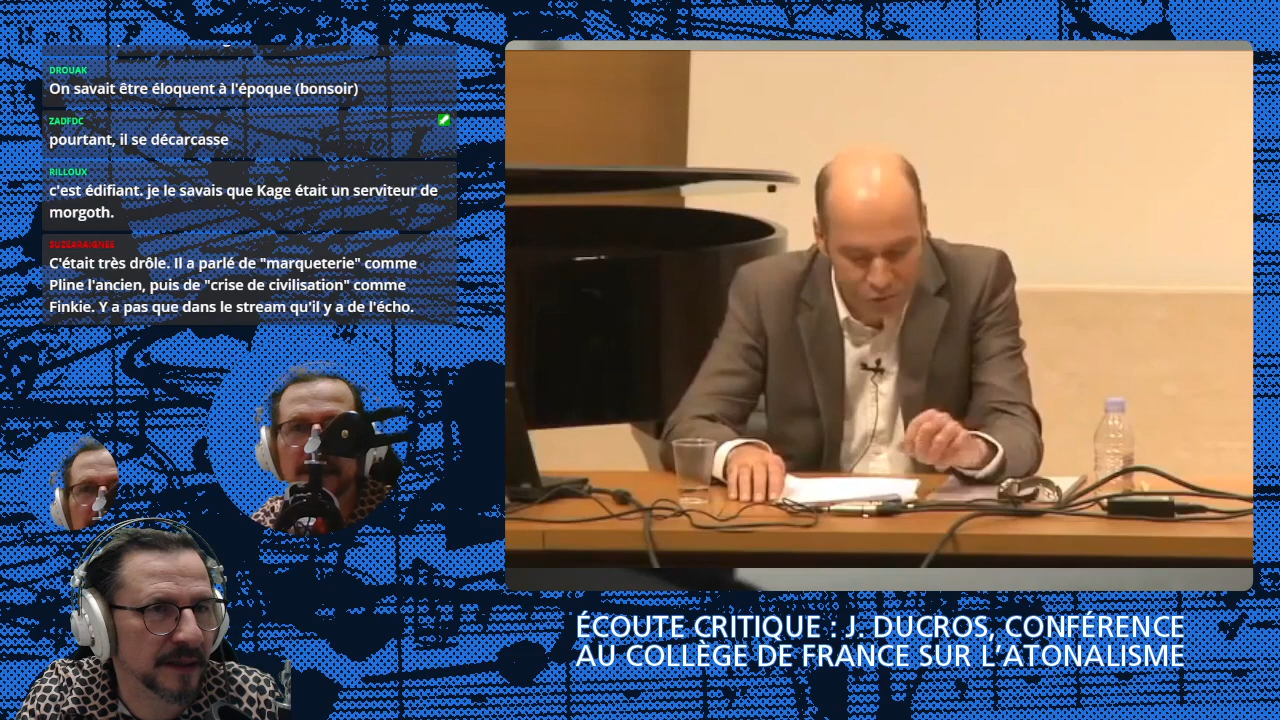 DROUAK
On savait être éloquent à l'époque (bonsoir)
ZADFDC
pourtant, il se décarcasse
RILLOUX
c'est édifiant. je le savais que Kage était un serviteur de
morgoth.
SUZEARAIGNEE
C'était très drôle. Il a parlé de "marqueterie" comme
Pline l'ancien, puis de "crise de civilisation" comme
Finkie. Y a pas que dans le stream qu'il y a de l'écho.
ÉCOUTE CRITIQUE : J. DUCROS, CONFÉRENCE
AU COLLÈGE DE FRANCE SUR L'ATONALISME